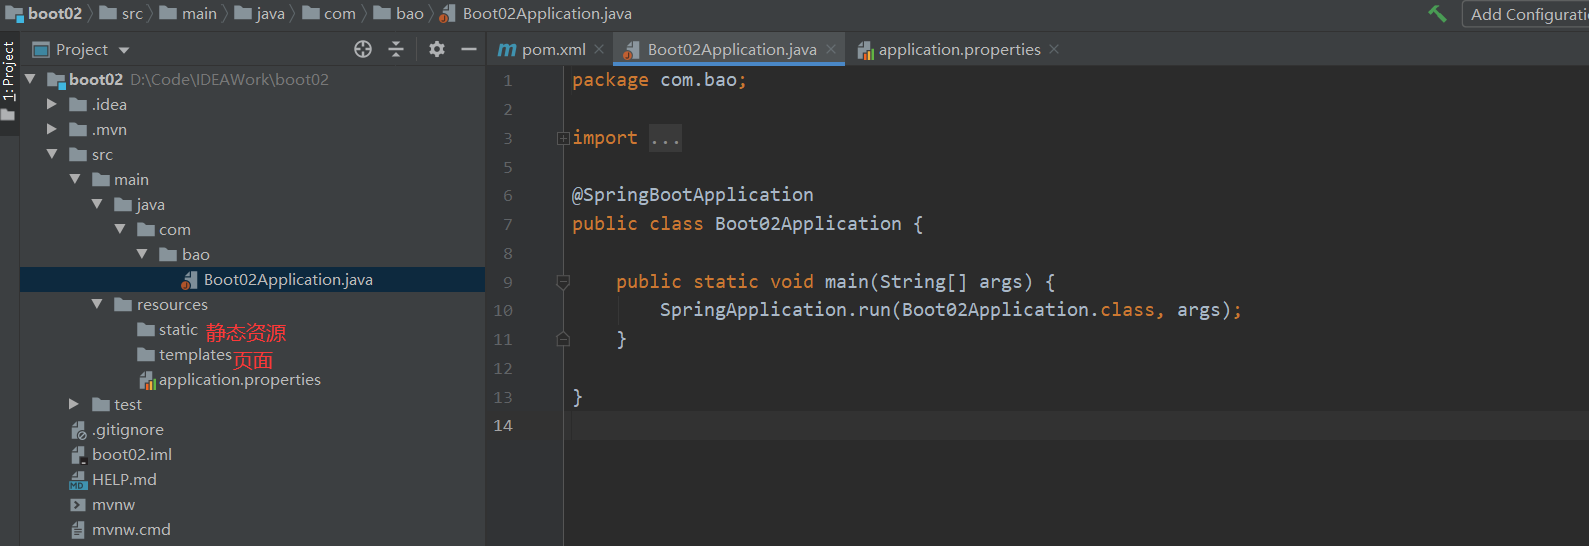 boot02 src main java com bao Boot02Application.java
Add Configurati
1: Project
Project
pom.xml Boot02Application.java application.properties
boot02 D:\Code\IDEAWork\boot02
.idea
.mvn
src
main
java
com
bao
Boot02Application.java
resources
static 静态资源
templates 页面
application.properties
test
.gitignore
boot02.iml
HELP.md
mvnw
mvnw.cmd
1 package com.bao;
2
3 import ...
5
6 @SpringBootApplication
7 public class Boot02Application {
8
9 public static void main(String[] args) {
10 SpringApplication.run(Boot02Application.class, args);
11 }
12
13 }
14